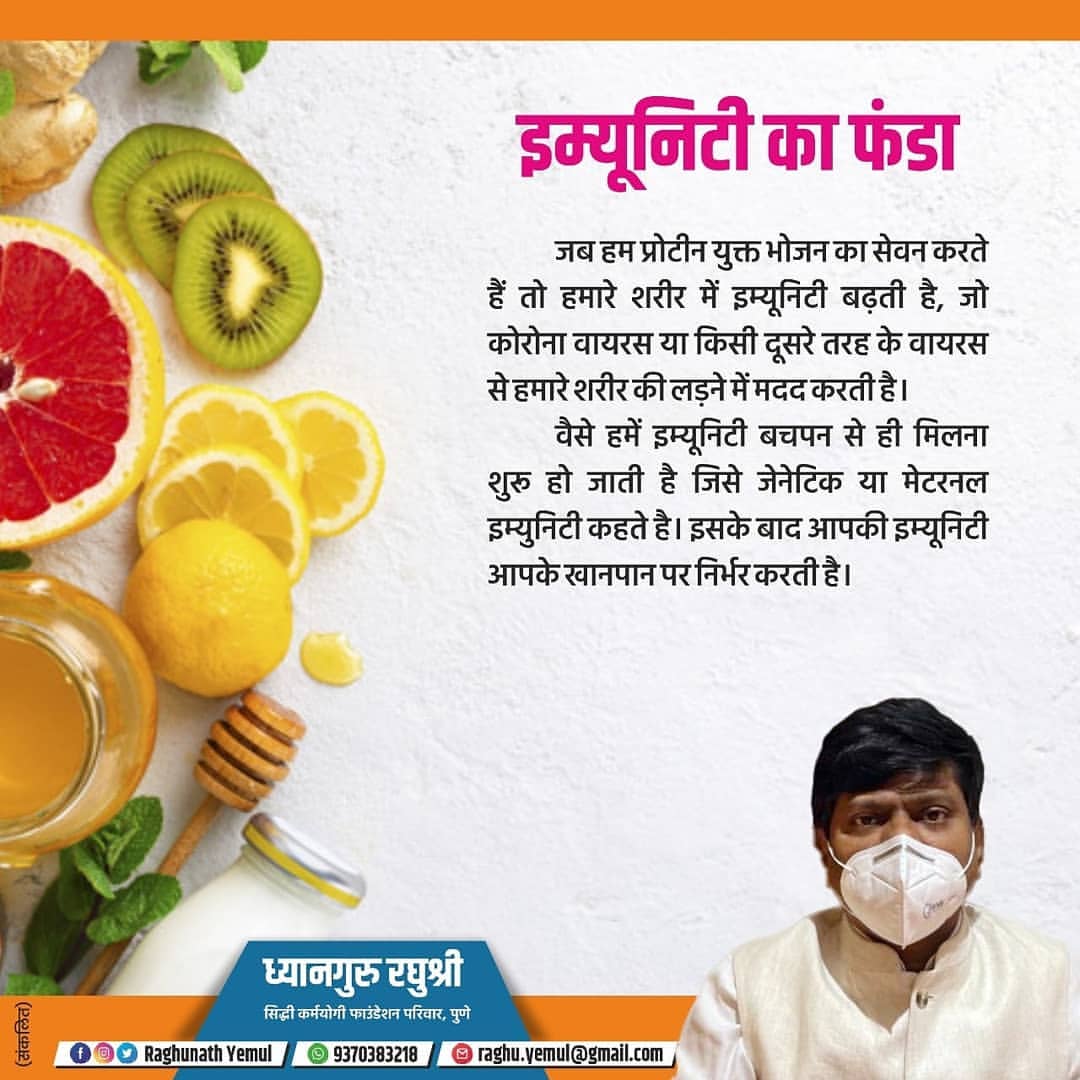 इम्यूनिटी का फंडा
जब हम प्रोटीन युक्त भोजन का सेवन करते
हैं तो हमारे शरीर में इम्यूनिटी बढ़ती है, जो
कोरोना वायरस या किसी दूसरे तरह के वायरस
से हमारे शरीर की लड़ने में मदद करती है।
वैसे हमें इम्यूनिटी बचपन से ही मिलना
शुरू हो जाती है जिसे जेनेटिक या मेटरनल
इम्युनिटी कहते है। इसके बाद आपकी इम्यूनिटी
आपके खानपान पर निर्भर करती है।
ध्यानगुरु रघुश्री
सिद्धी कर्मयोगी फाउंडेशन परिवार, पुणे
(संकलित)
Raghunath Yemul
9370383218
raghu.yemul@gmail.com